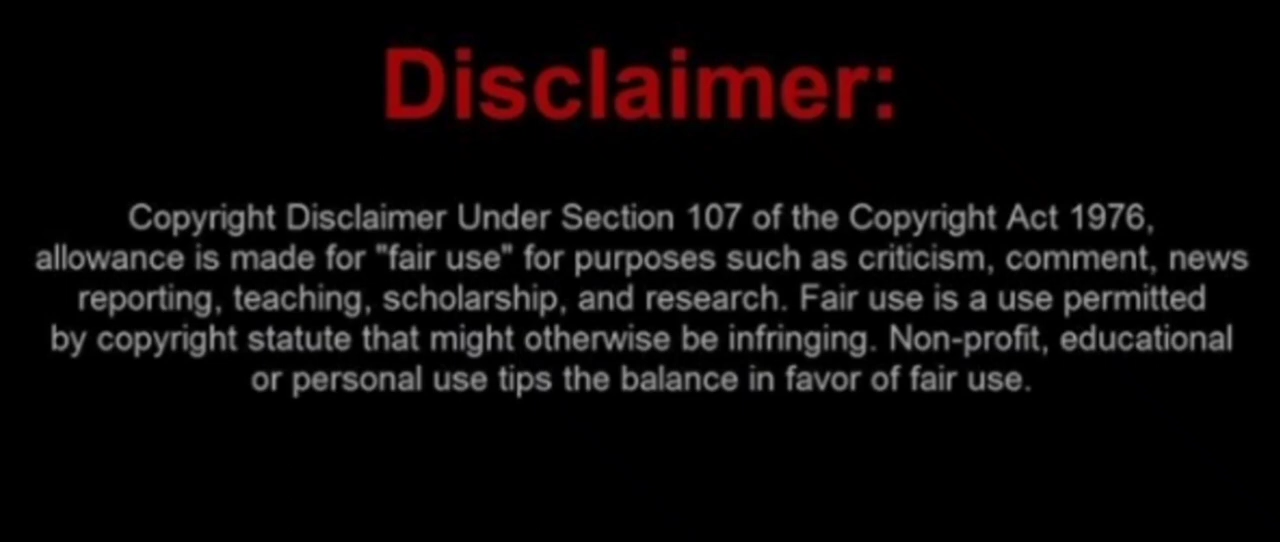 Disclaimer:
Copyright Disclaimer Under Section 107 of the Copyright Act 1976,
allowance is made for "fair use" for purposes such as criticism, comment, news
reporting, teaching, scholarship, and research. Fair use is a use permitted
by copyright statute that might otherwise be infringing. Non-profit, educational
or personal use tips the balance in favor of fair use.